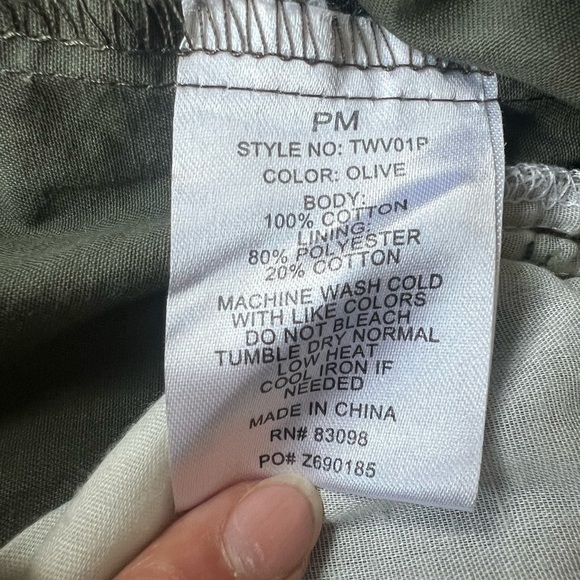 PM
STYLE NO: TWV01P
COLOR: OLIVE
BODY:
100% COTTON
LINING:
80% POLYESTER
20% COTTON
MACHINE WASH COLD
WITH LIKE COLORS
DO NOT BLEACH
TUMBLE DRY NORMAL
LOW HEAT
COOL IRON IF
NEEDED
MADE IN CHINA
RN# 83098
PO# Z690185